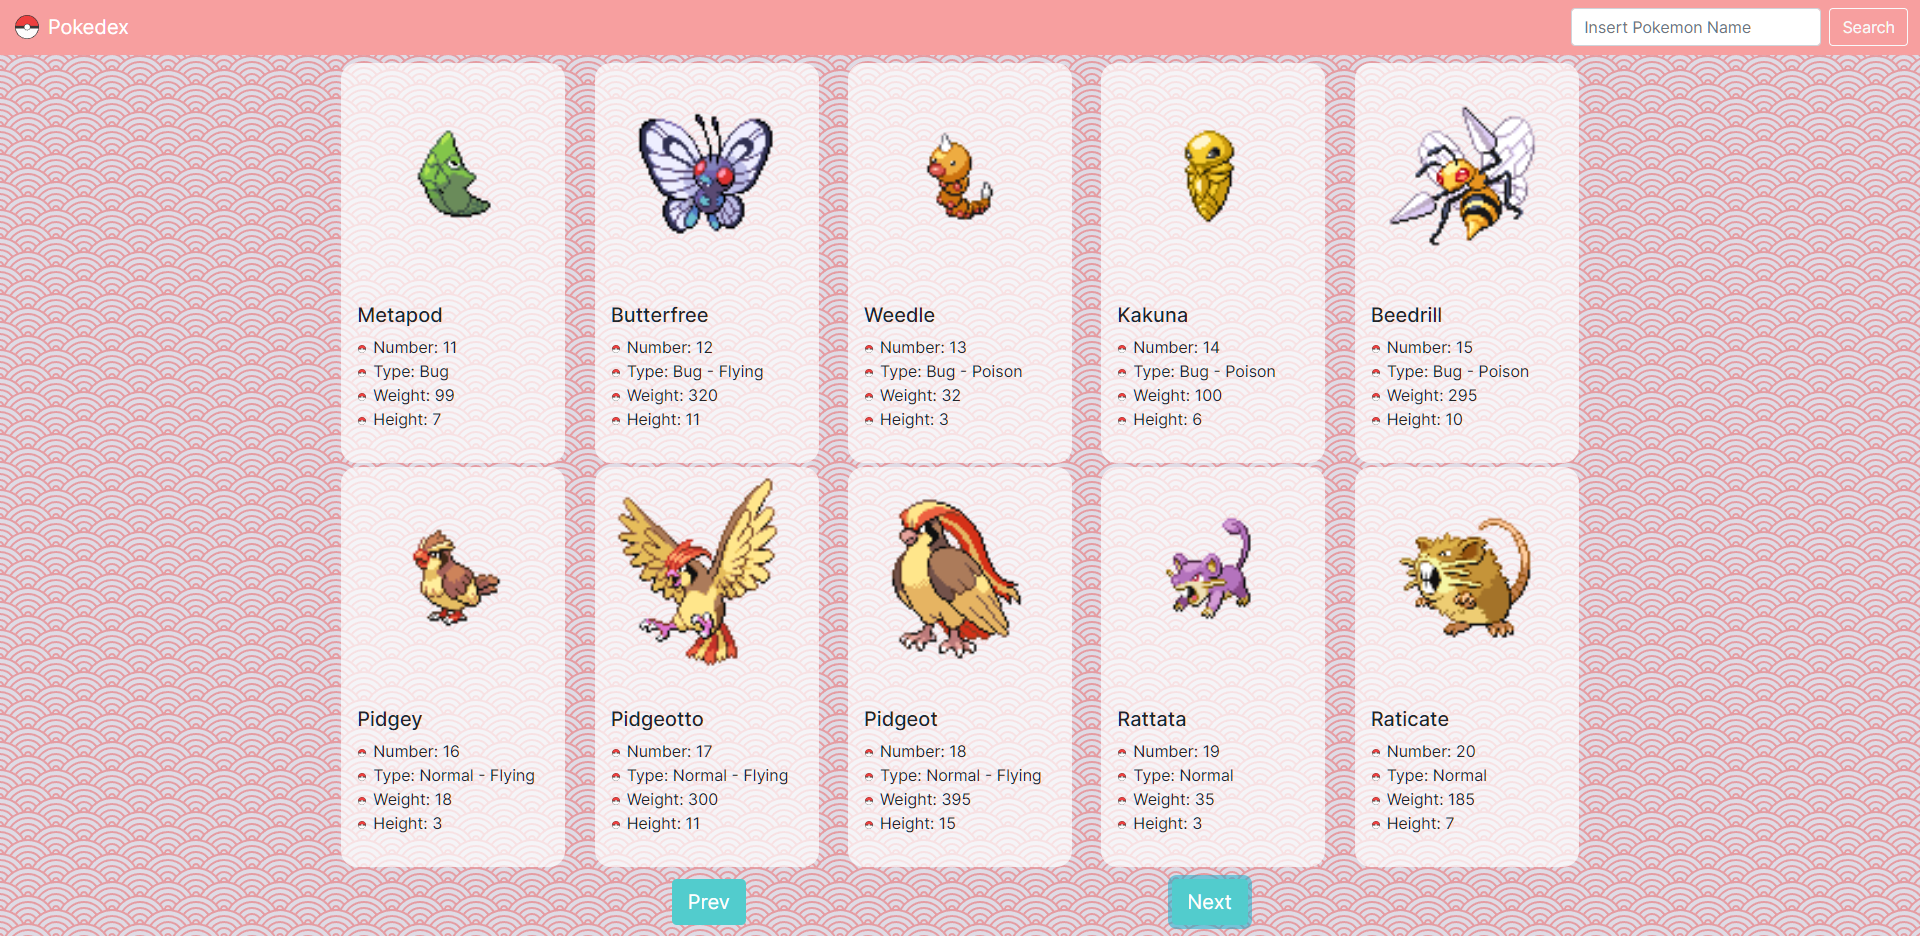 Pokedex
Insert Pokemon Name
Search
Metapod
Number: 11
Type: Bug
Weight: 99
Height: 7
Butterfree
Number: 12
Type: Bug - Flying
Weight: 320
Height: 11
Weedle
Number: 13
Type: Bug - Poison
Weight: 32
Height: 3
Kakuna
Number: 14
Type: Bug - Poison
Weight: 100
Height: 6
Beedrill
Number: 15
Type: Bug - Poison
Weight: 295
Height: 10
Pidgey
Number: 16
Type: Normal - Flying
Weight: 18
Height: 3
Pidgeotto
Number: 17
Type: Normal - Flying
Weight: 300
Height: 11
Pidgeot
Number: 18
Type: Normal - Flying
Weight: 395
Height: 15
Rattata
Number: 19
Type: Normal
Weight: 35
Height: 3
Raticate
Number: 20
Type: Normal
Weight: 185
Height: 7
Prev
Next